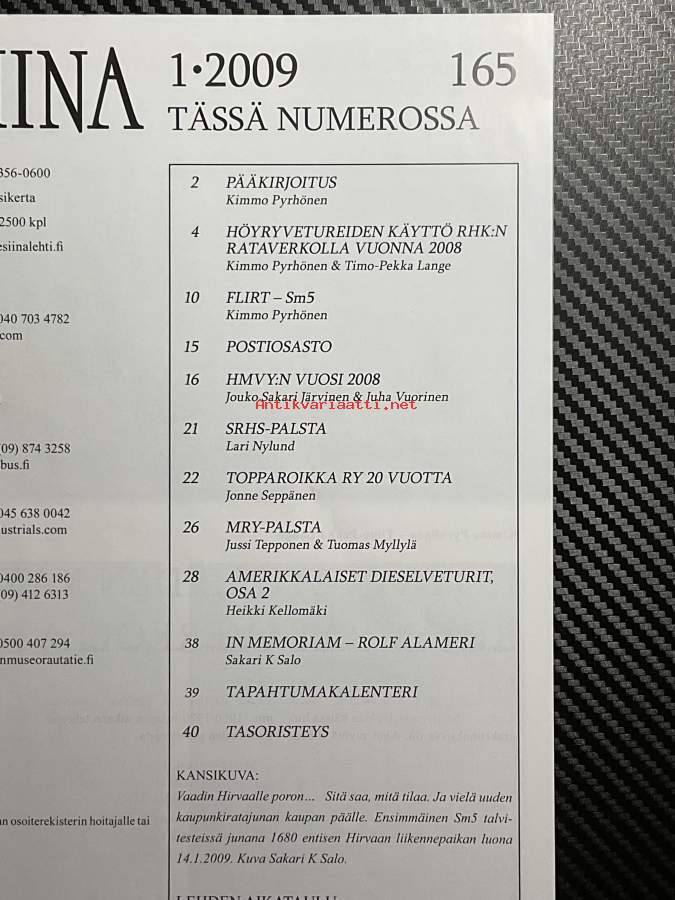 IINA
1•2009 165
TÄSSÄ NUMEROSSA
356-0600
sikerta
2500 kpl
esiinalehti.fi
040 703 4782
com
(09) 874 3258
bus.fi
045 638 0042
ustrials.com
0400 286 186
(09) 412 6313
0500 407 294
nmuseorautatie.fi
an osoiterekisterin hoitajalle tai
2 PÄÄKIRJOITUS
Kimmo Pyrhönen
4 HÖYRYVETUREIDEN KÄYTTÖ RHK:N
RATAVERKOLLA VUONNA 2008
Kimmo Pyrhönen & Timo-Pekka Lange
10 FLIRT – Sm5
Kimmo Pyrhönen
15 POSTIOSASTO
16 HMVY:N VUOSI 2008
Jouko Sakari Järvinen & Juha Vuorinen
Antikvariaatti.net
21 SRHS-PALSTA
Lari Nylund
22 TOPPAROIKKA RY 20 VUOTTA
Jonne Seppänen
26 MRY-PALSTA
Jussi Tepponen & Tuomas Myllylä
28 AMERIKKALAISET DIESELVETURIT,
OSA 2
Heikki Kellomäki
38 IN MEMORIAM – ROLF ALAMERI
Sakari K Salo
39 TAPAHTUMAKALENTERI
40 TASORISTEYS
KANSIKUVA:
Vaadin Hirvaalle poron... Sitä saa, mitä tilaa. Ja vielä uuden
kaupunkiratajunan kaupan päälle. Ensimmäinen Sm5 talvi-
testeissä junana 1680 entisen Hirvaan liikennepaikan luona
14.1.2009. Kuva Sakari K Salo.
LEHDEN AIKATAULU